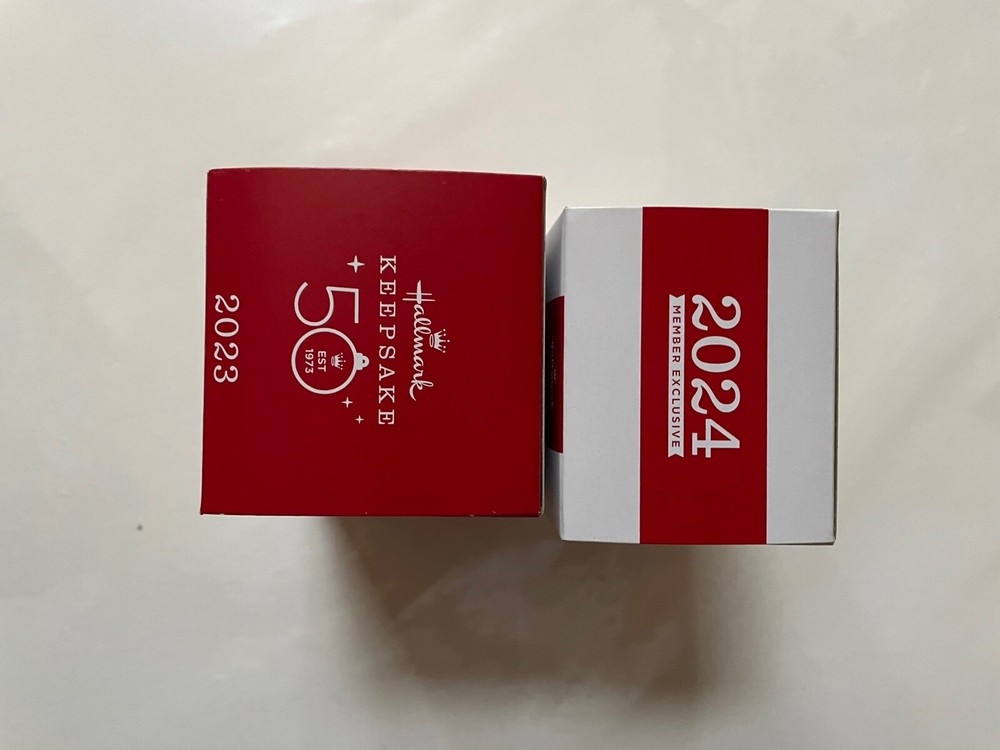 Hallmark
KEEPSAKE
50
EST
1973
2023
2024
MEMBER EXCLUSIVE